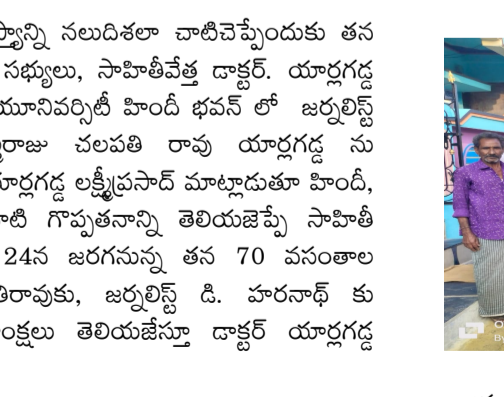 నలుదిశలా చాటిచెప్పేందుకు తన
సభ్యులు, సాహితీవేత్త డాక్టర్. యార్లగడ్డ
యూనివర్సిటీ హిందీ భవన్ లో జర్నలిస్ట్
చలపతి రావు యార్లగడ్డ ను
యార్లగడ్డ లక్ష్మీప్రసాద్ మాట్లాడుతూ హిందీ,
గొప్పతనాన్ని తెలియజెప్పే సాహితీ
24న జరగనున్న తన 70 వసంతాల
జర్నలిస్ట్ డి. హరనాథ్ కు
తెలియజేస్తూ డాక్టర్ యార్లగడ్డ